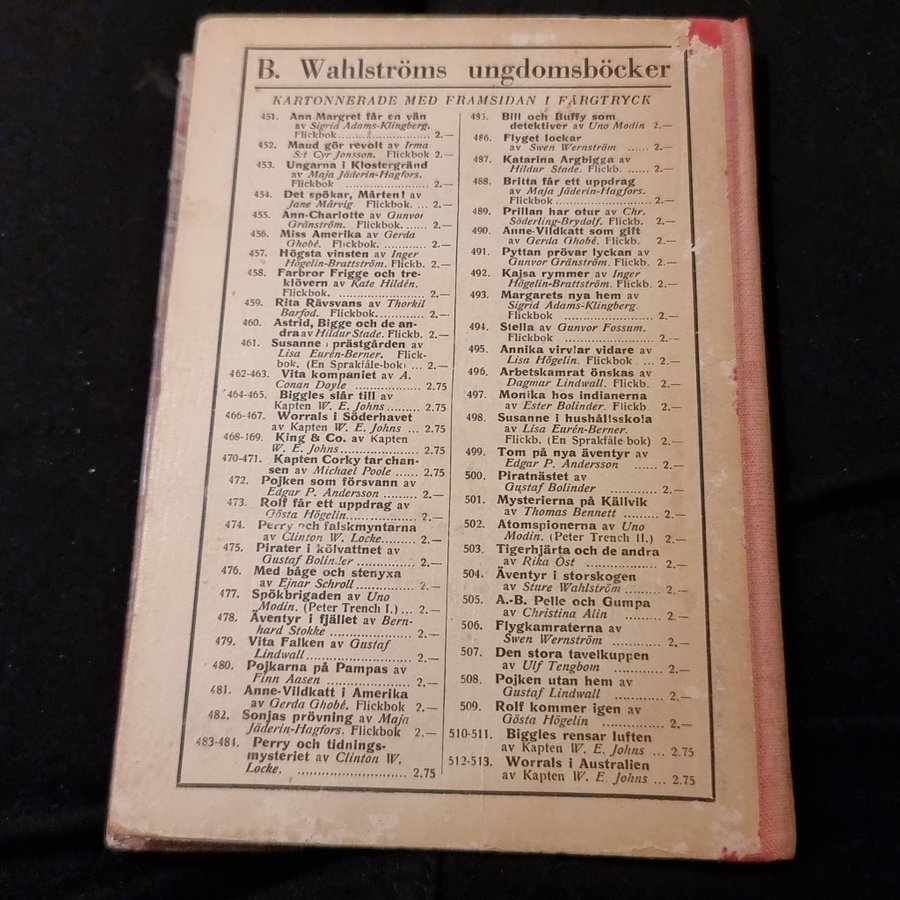 B. Wahlströms ungdomsböcker
KARTONNERADE MED FRAMSIDAN I FÄRGTRYCK
451. Ann Margret får en vän
av Sigrid Adams-Klingberg.
Flickbok.................... 2.—
452. Maud gör revolt av Irma
S:t Cyr Jonsson. Flickbok 2.—
453. Ungarna i Klostergränd
av Maja Jäderin-Hagfors.
Flickbok .................... 2.—
454. Det spökar, Mårten! av
Jane Mårvig. Flickbok. ... 2.—
455. Ann-Charlotte av Gunvor
Gränström. Flickbok....... 2.—
456. Miss Amerika av Gerda
Ghobé. Flickbok. ........... 2.—
457. Högsta vinsten av Inger
Högelin-Brattström. Flickb. 2.—
458. Farbror Frigge och tre-
klövern av Kate Hildén.
Flickbok. .................... 2.—
459. Rita Rävsvans av Thorkil
Barfod. Flickbok............ 2.—
460. Astrid, Bigge och de an-
dra av Hildur Stade. Flickb. 2.—
461. Susanne i prästgården av
Lisa Eurén-Berner. Flick-
bok. (En Språkfåle-bok) ... 2.—
462-463. Vita kompaniet av A.
Conan Doyle ................ 2.75
464-465. Biggles slår till av
Kapten W. E. Johns......... 2.75
466-467. Worrals i Söderhavet
av Kapten W. E. Johns ... 2.75
468-169. King & Co. av Kapten
W. E. Johns.................. 2.75
470-471. Kapten Corky tar chan-
sen av Michael Poole ...... 2.75
472. Pojken som försvann av
Edgar P. Andersson ......... 2.—
473. Rolf får ett uppdrag av
Gösta Högelin............... 2.—
474. Perry och falskmyntarna
av Clinton W. Locke........ 2.—
475. Pirater i kölvattnet av
Gustaf Bolinder ............ 2.—
476. Med båge och stenyxa
av Ejnar Schroll ............ 2.—
477. Spökbrigaden av Uno
Modin. (Peter Trench I.) ... 2.—
478. Äventyr i fjället av Bern-
hard Stokke ................ 2.—
479. Vita Falken av Gustaf
Lindwall...................... 2.—
480. Pojkarna på Pampas av
Finn Aasen .................. 2.—
481. Anne-Vildkatt i Amerika
av Gerda Ghobé. Flickbok 2.—
482. Sonjas prövning av Maja
Jäderin-Hagfors. Flickbok 2.—
483-484. Perry och tidnings-
mysteriet av Clinton W.
Locke. ........................ 2.75
495. Bill och Buffy som
detektiver av Uno Modin 2.—
486. Flyget lockar
av Swen Wernström ...... 2.—
487. Katarina Argbigga av
Hildur Stade. Flickb. ...... 2.—
488. Britta får ett uppdrag
av Maja Jäderin-Hagfors.
Flickbok ...................... 2.—
489. Prillan har otur av Chr.
Söderling-Brydolf. Flickb. 2.—
490. Anne-Vildkatt som gift
av Gerda Ghobé. Flickb. 2.—
491. Pyttan prövar lyckan av
Gunvor Gränström. Flickb. 2.—
492. Kajsa rymmer av Inger
Högelin-Brattström. Flickb. 2.—
493. Margarets nya hem av
Sigrid Adams-Klingberg.
Flickbok .................... 2.—
494. Stella av Gunvor Fossum.
Flickbok .................... 2.—
495. Annika virvlar vidare av
Lisa Högelin. Flickbok ... 2.—
496. Arbetskamrat önskas av
Dagmar Lindwall. Flickb. 2.—
497. Monika hos indianerna
av Ester Bolinder. Flickb. 2.—
498. Susanne i hushållsskola
av Lisa Eurén-Berner.
Flickb. (En Språkfåle bok) 2.—
499. Tom på nya äventyr av
Edgar P. Andersson ...... 2.—
500. Piratnästet av
Gustaf Bolinder ............ 2.—
501. Mysterierna på Källvik
av Thomas Bennett ......... 2.—
502. Atomspionerna av Uno
Modin. (Peter Trench II.) 2.—
503. Tigerhjärta och de andra
av Rika Öst .................. 2.—
504. Äventyr i storskogen
av Sture Wahlström......... 2.—
505. A.-B. Pelle och Gumpa
av Christina Alin ......... 2.—
506. Flygkamraterna av
Swen Wernström ............ 2.—
507. Den stora tavelkuppen
av Ulf Tengbom ............ 2.—
508. Pojken utan hem av
Gustaf Lindwall ............ 2.—
509. Rolf kommer igen av
Gösta Högelin ............... 2.—
510-511. Biggles rensar luften
av Kapten W. E. Johns ... 2.75
512-513. Worrals i Australien
av Kapten W. E. Johns ... 2.75